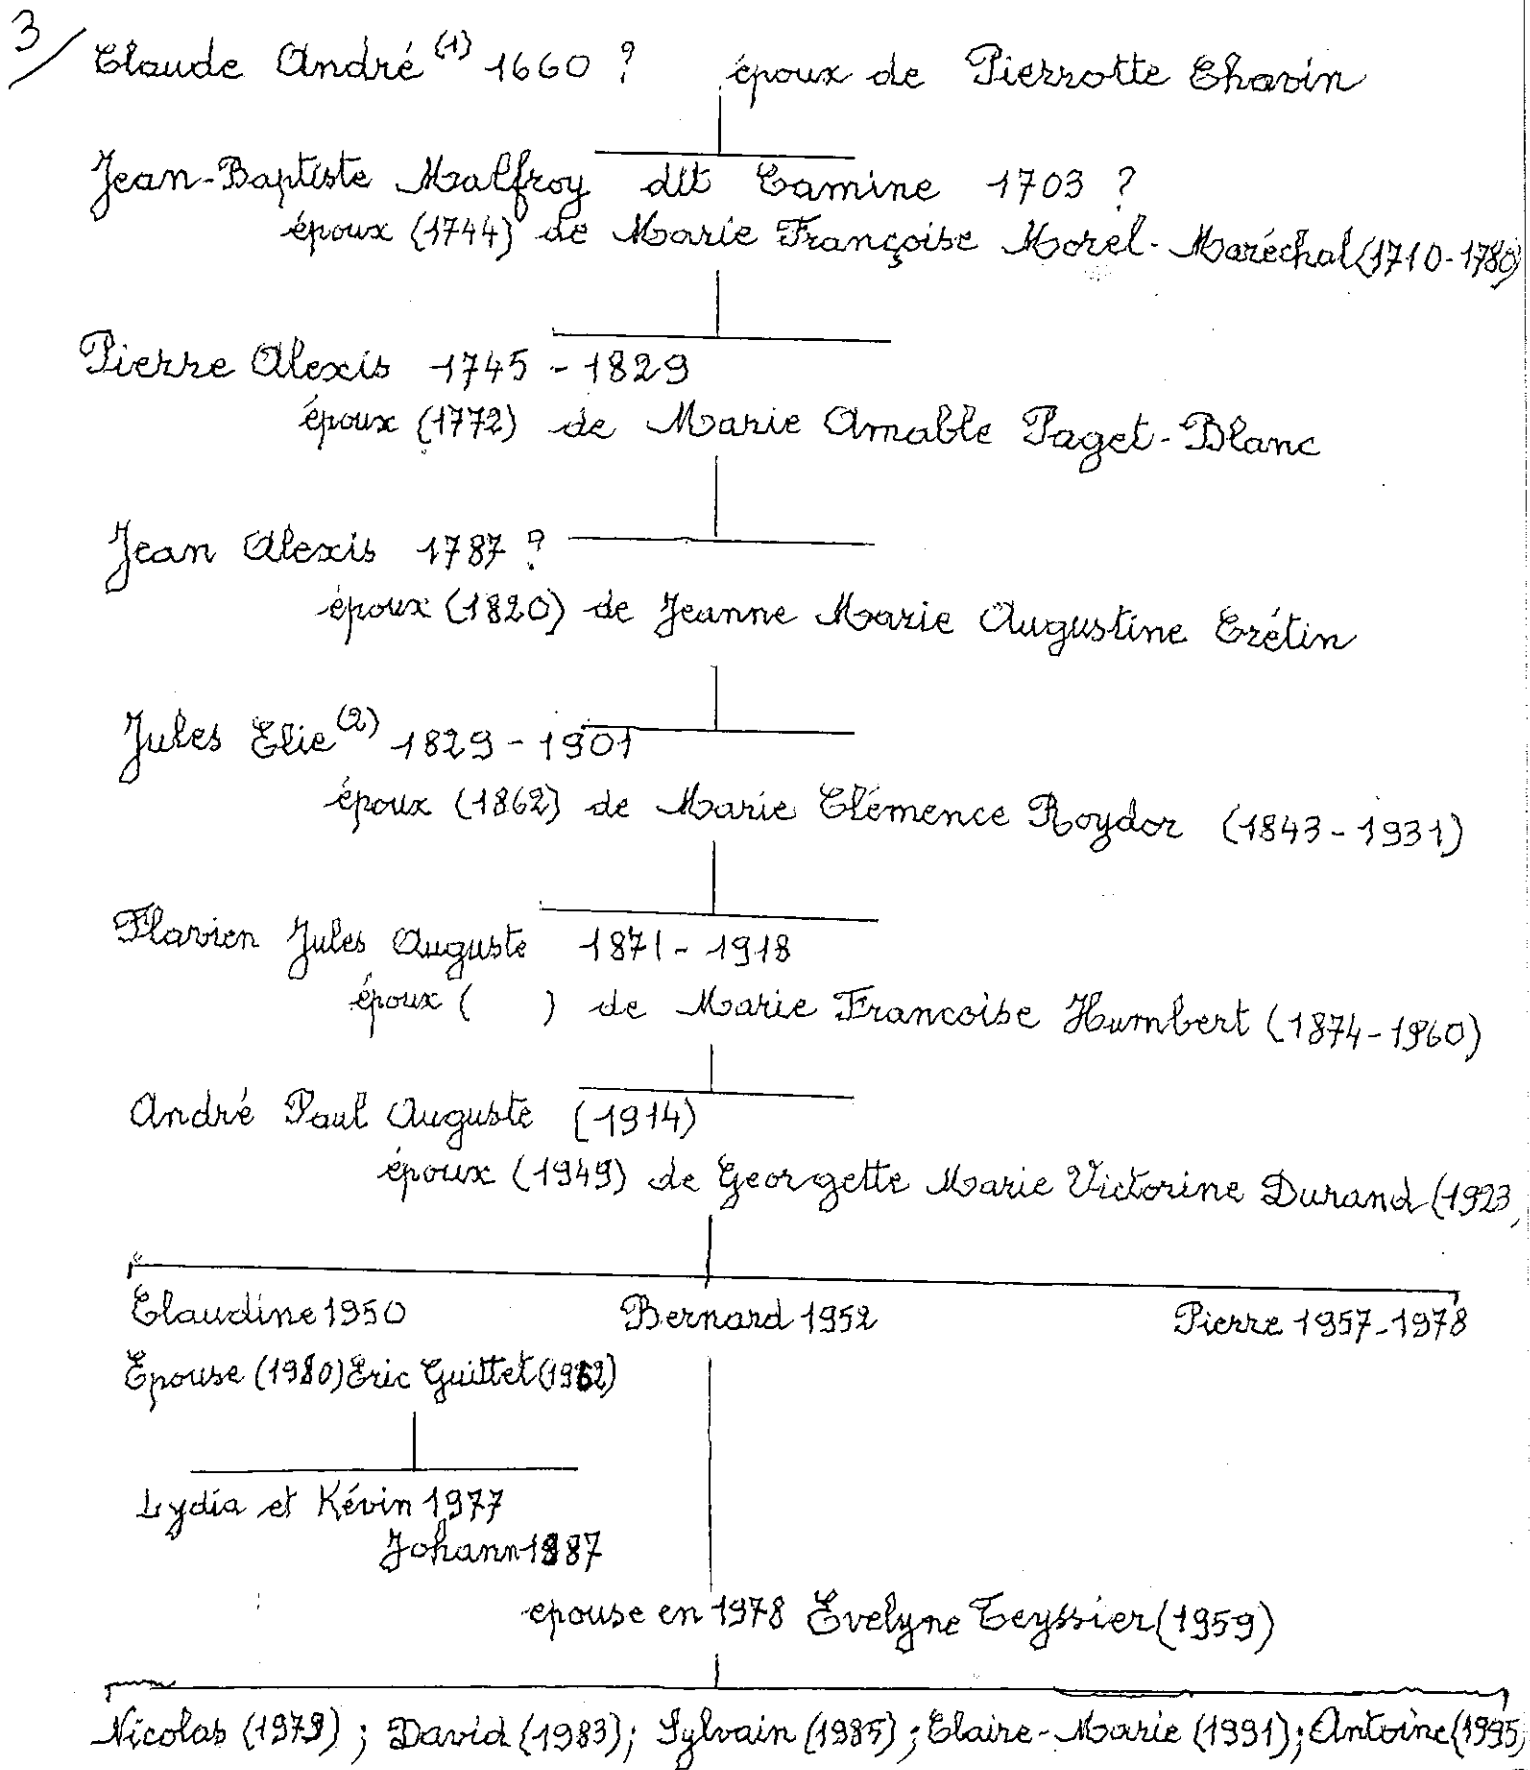 3/ Claude André (1) 1660 ? époux de Pierrotte Chavin
Jean-Baptiste Malfroy dit Camine 1703 ?
époux (1744) de Marie Françoise Morel-Maréchal (1710-1780)
Pierre Alexis 1745 - 1829
époux (1772) de Marie Amable Paget-Blanc
Jean Alexis 1787 ?
époux (1820) de Jeanne Marie Augustine Crétin
Jules Elie (2) 1829 - 1901
époux (1862) de Marie Clémence Roydor (1843 - 1931)
Flavien Jules Auguste 1871 - 1918
époux ( ) de Marie Francoise Humbert (1874-1960)
André Paul Auguste (1914)
époux (1949) de Georgette Marie Victorine Durand (1923
Claudine 1950 Bernard 1952 Pierre 1957-1978
Epouse (1980) Eric Guittet
Lydia et Kévin 1977
Johann 1987
epouse en 1978 Evelyne Teyssier (1959)
Nicolas (1979) ; David (1983) ; Sylvain (1985) ; Claire-Marie (1991) ; Antoine (1995